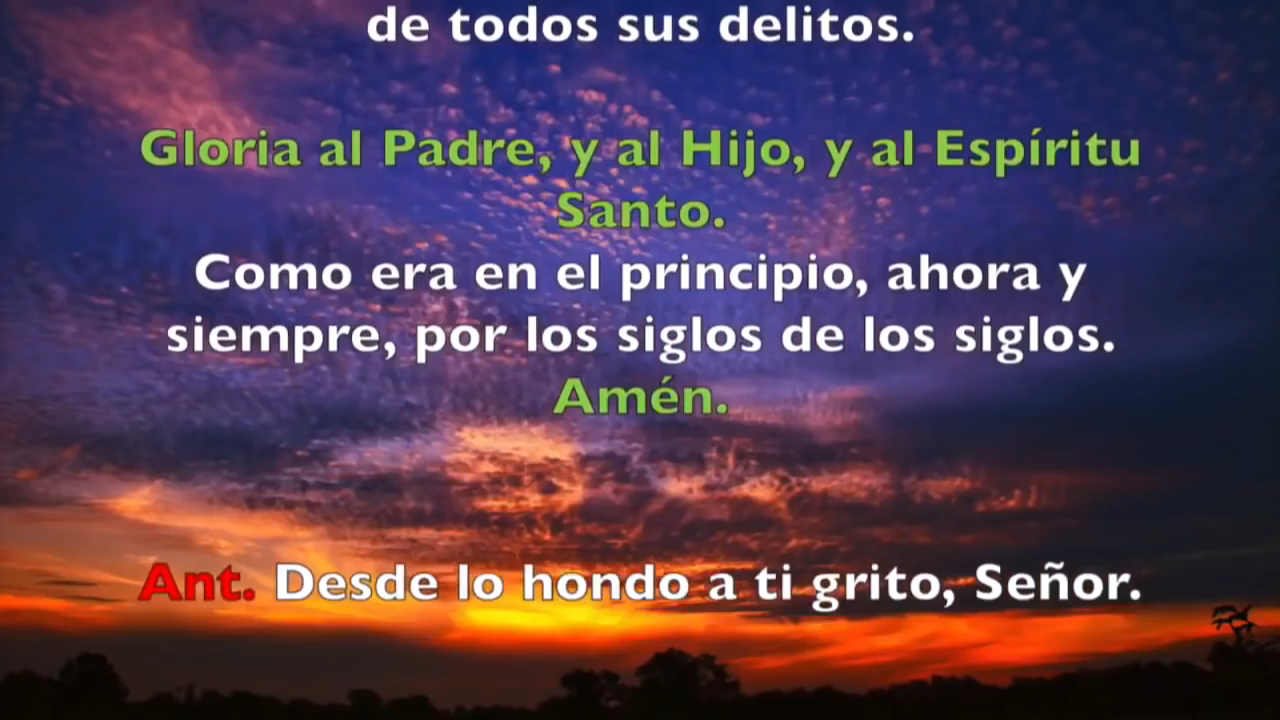 de todos sus delitos.
Gloria al Padre, y al Hijo, y al Espíritu
Santo.
Como era en el principio, ahora y
siempre, por los siglos de los siglos.
Amén.
Ant. Desde lo hondo a ti grito, Señor.